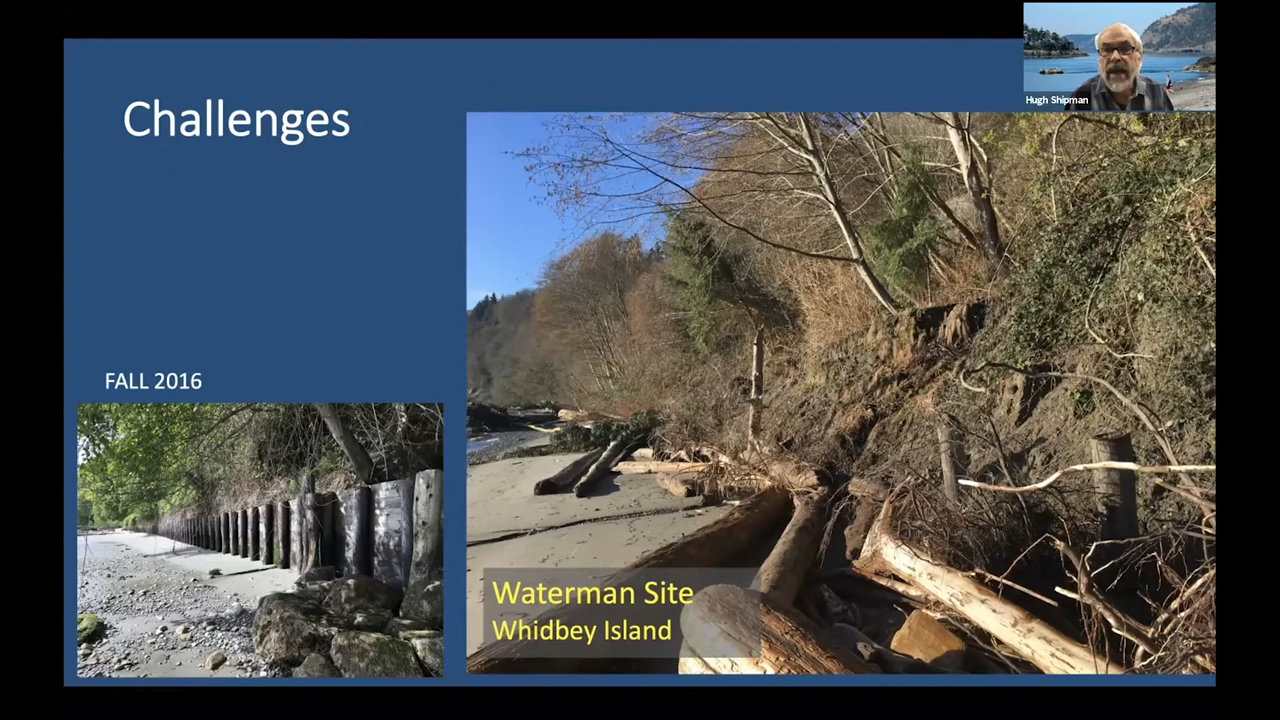 Hugh Shipman
Challenges
FALL 2016
Waterman Site
Whidbey Island